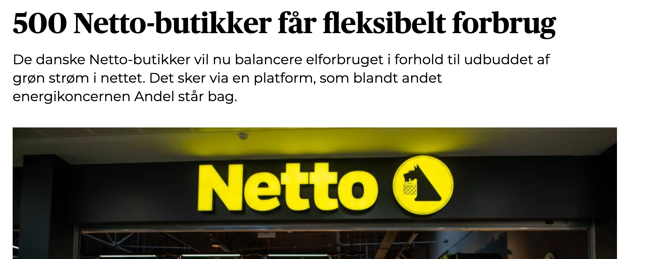 500 Netto-butikker får fleksibelt forbrug
De danske Netto-butikker vil nu balancere elforbruget i forhold til udbuddet af
grøn strøm i nettet. Det sker via en platform, som blandt andet
energikoncernen Andel står bag.
Netto